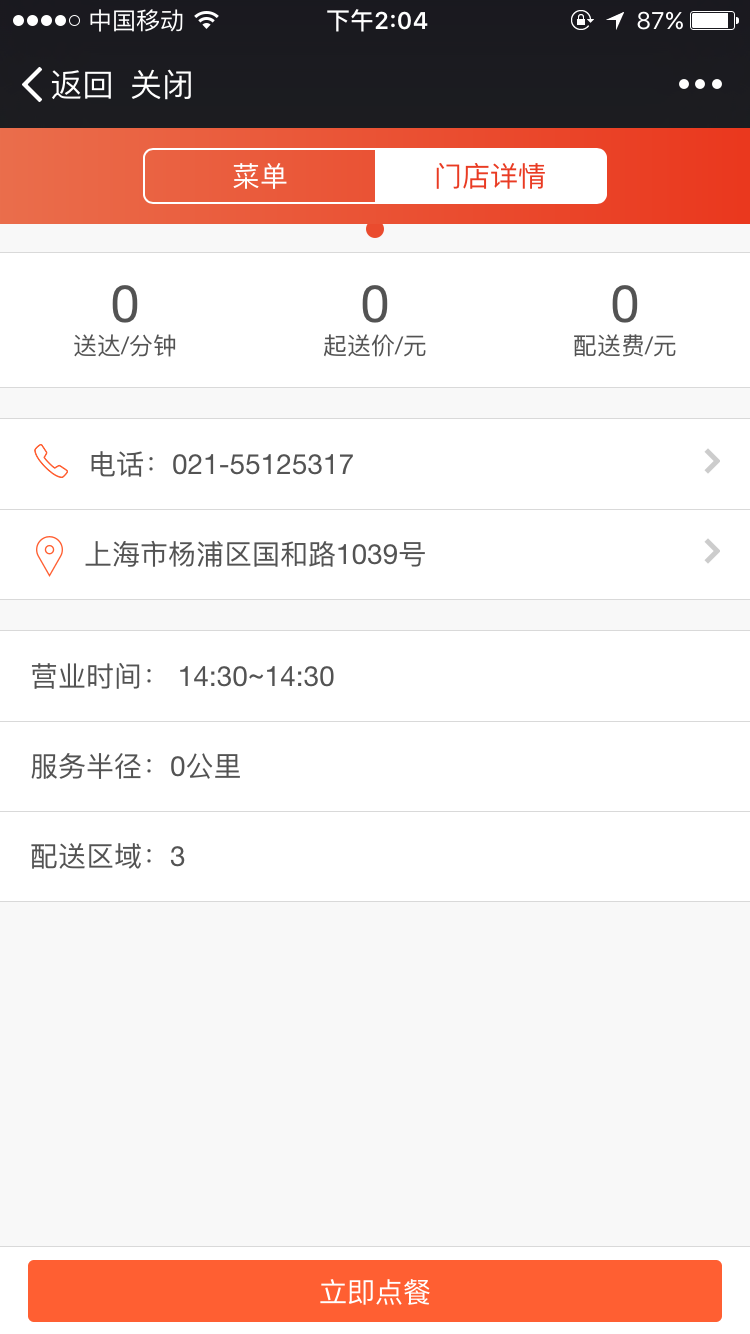 中国移动 下午2:04 87%
返回 关闭
菜单 门店详情
0 0 0
送达/分钟 起送价/元 配送费/元
电话：021-55125317
上海市杨浦区国和路1039号
营业时间： 14:30~14:30
服务半径：0公里
配送区域：3
立即点餐